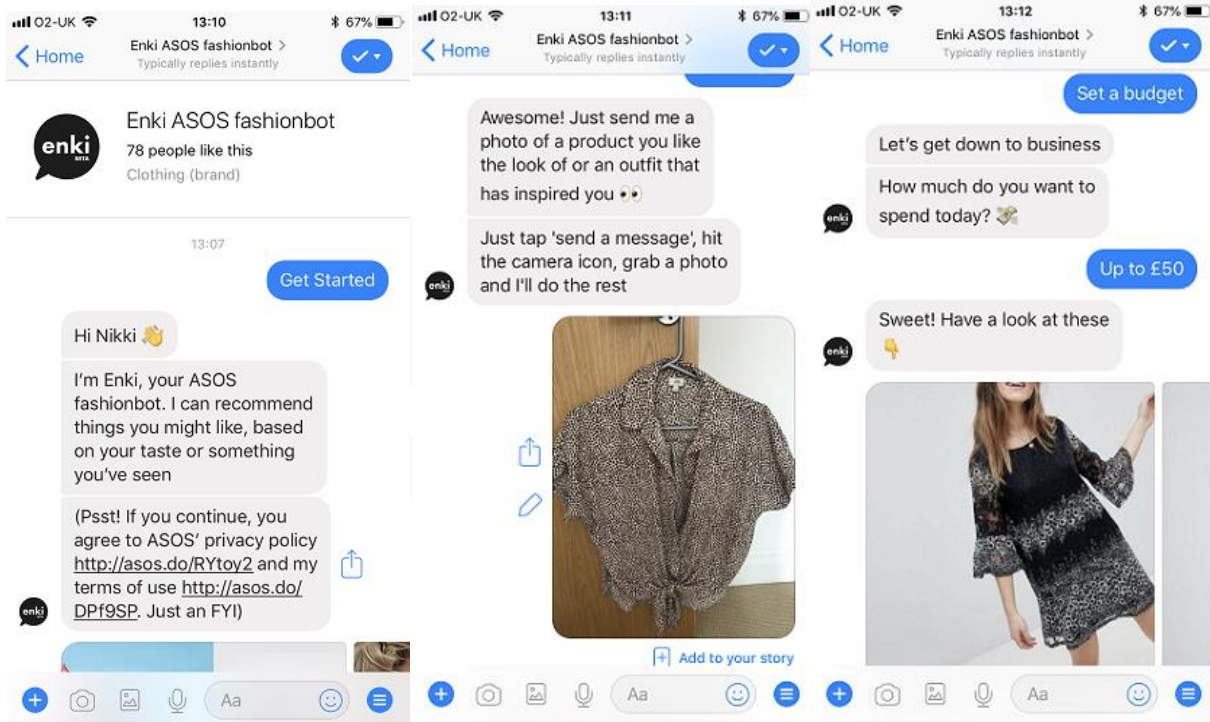 O2-UK
13:10
67%
Home
Enki ASOS fashionbot >
Typically replies instantly
enki
BETA
Enki ASOS fashionbot
78 people like this
Clothing (brand)
13:07
Get Started
Hi Nikki 👋
I'm Enki, your ASOS
fashionbot. I can recommend
things you might like, based
on your taste or something
you've seen
(Psst! If you continue, you
agree to ASOS' privacy policy
http://asos.do/RYtoy2 and my
terms of use http://asos.do/
DPf9SP. Just an FYI)
enki
Aa
O2-UK
13:11
67%
Home
Enki ASOS fashionbot >
Typically replies instantly
Awesome! Just send me a
photo of a product you like
the look of or an outfit that
has inspired you 👀
Just tap 'send a message', hit
the camera icon, grab a photo
and I'll do the rest
enki
Add to your story
Aa
O2-UK
13:12
67%
Home
Enki ASOS fashionbot >
Typically replies instantly
Set a budget
Let's get down to business
How much do you want to
spend today? 💸
enki
Up to £50
Sweet! Have a look at these
👇
enki
Aa